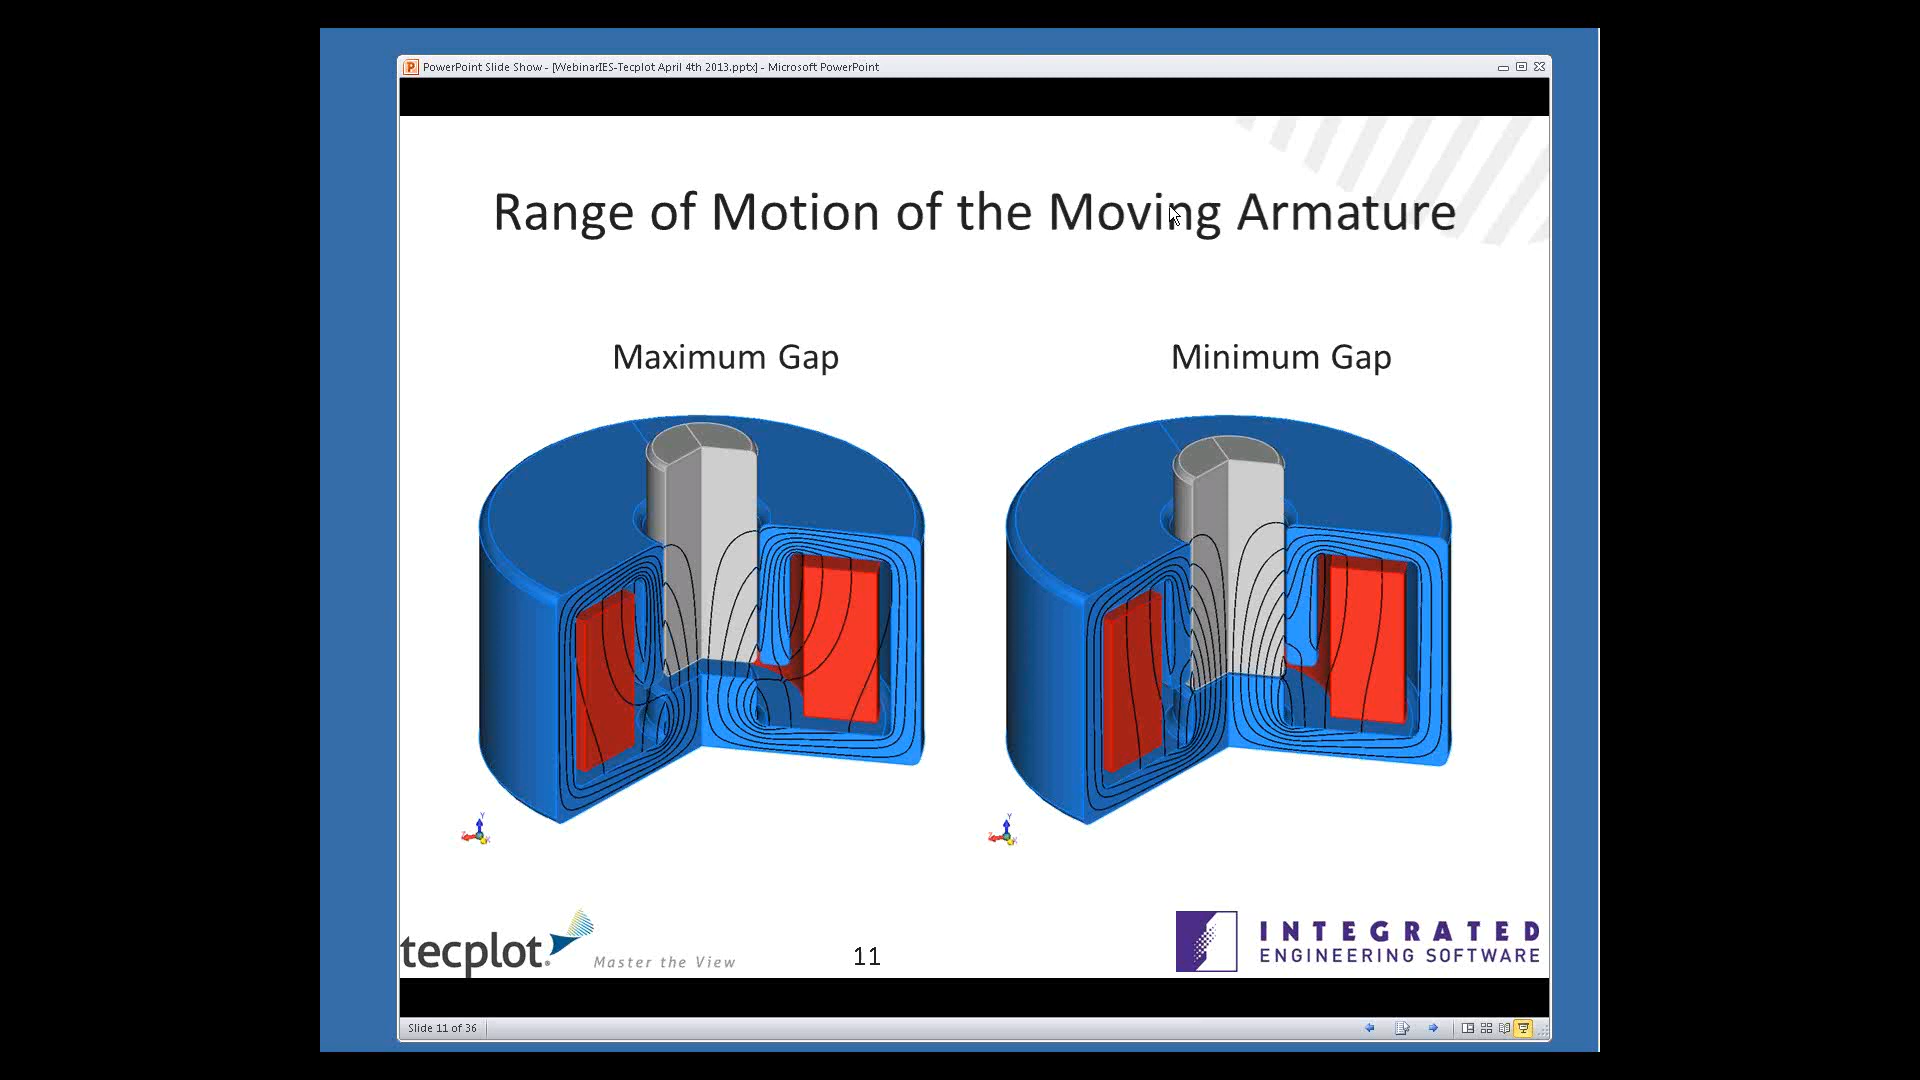 PowerPoint Slide Show - [WebinarIES-Tecplot April 4th 2013.pptx] - Microsoft PowerPoint
Range of Motion of the Moving Armature
Maximum Gap
Minimum Gap
Y
Y
tecplot.
Master the View
11
INTEGRATED
ENGINEERING SOFTWARE
Slide 11 of 36